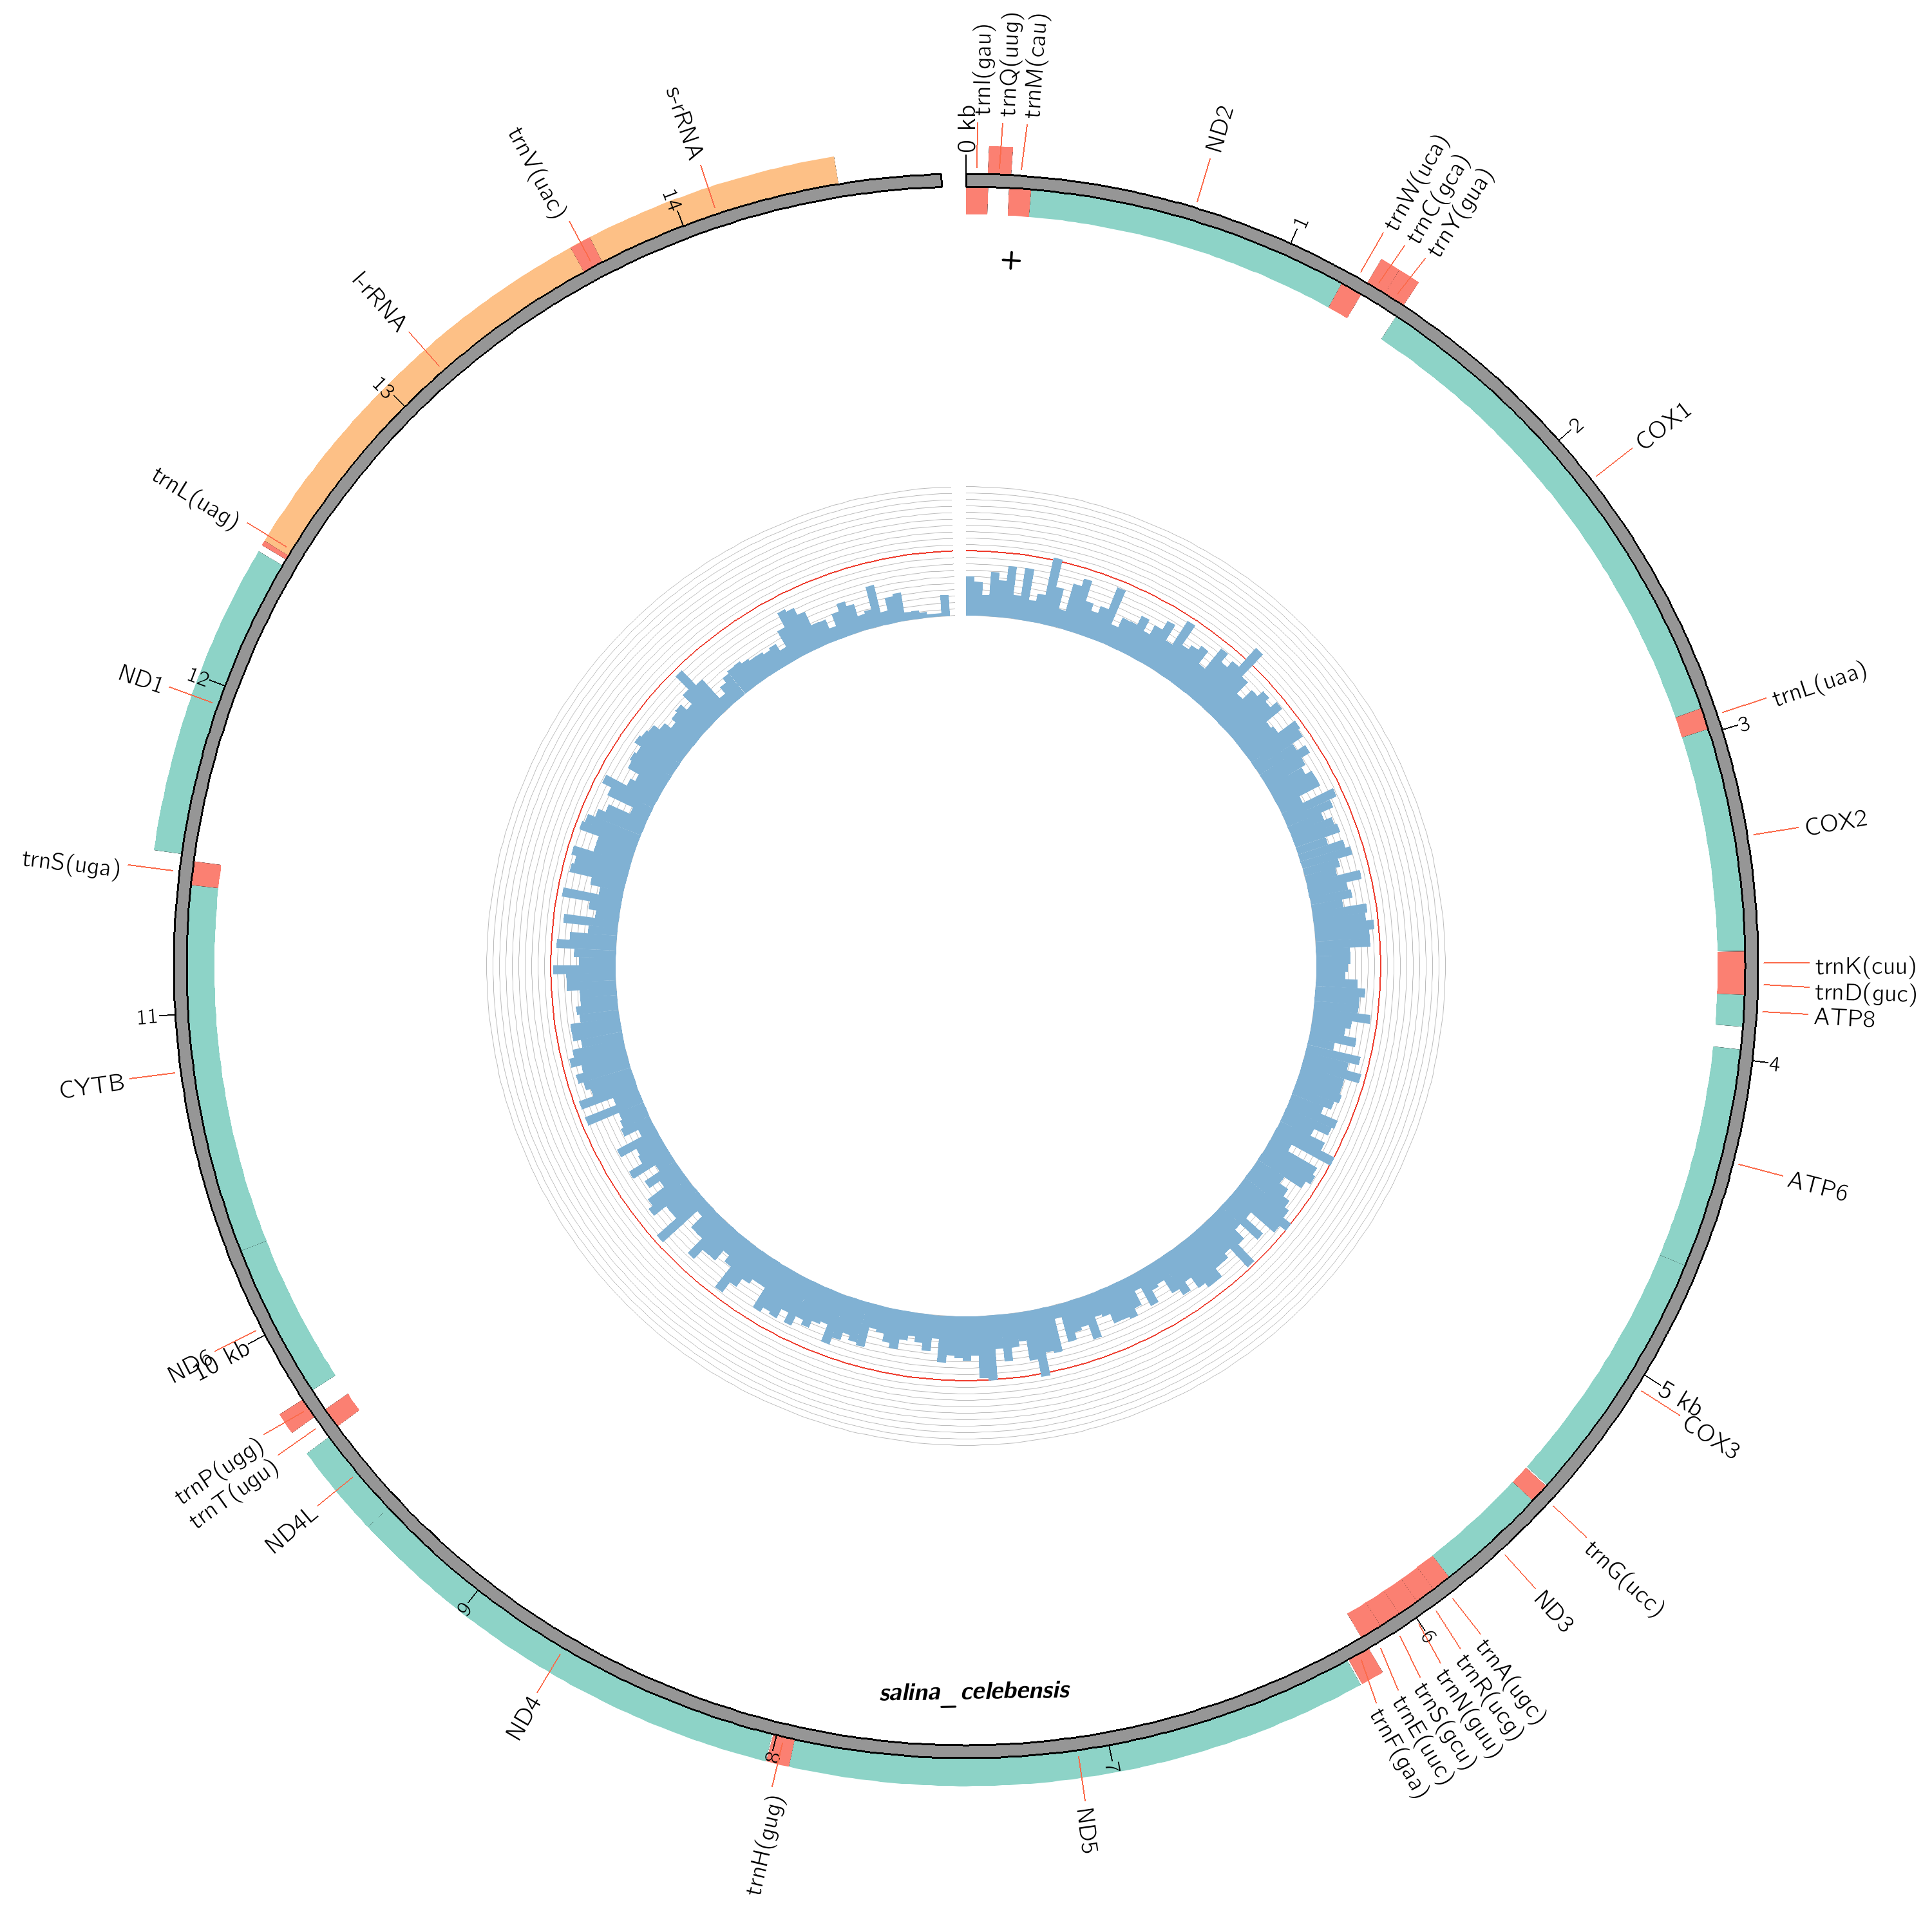 0 kb
trnI(gau)
trnQ(uug)
trnM(cau)
ND2
1
trnW(uca)
trnC(gca)
trnY(gua)
2
COX1
trnL(uaa)
3
COX2
trnK(cuu)
trnD(guc)
ATP8
4
ATP6
5 kb
COX3
trnG(ucc)
ND3
trnA(ugc)
trnR(ucg)
6
trnN(guu)
trnS(gcu)
trnE(uuc)
trnF(gaa)
7
ND5
8
trnH(gug)
ND4
9
ND4L
trnT(ugu)
trnP(ugg)
10 kb
ND6
CYTB
11
trnS(uga)
ND1
12
trnL(uag)
13
l-rRNA
trnV(uac)
14
s-rRNA
+
salina_celebensis